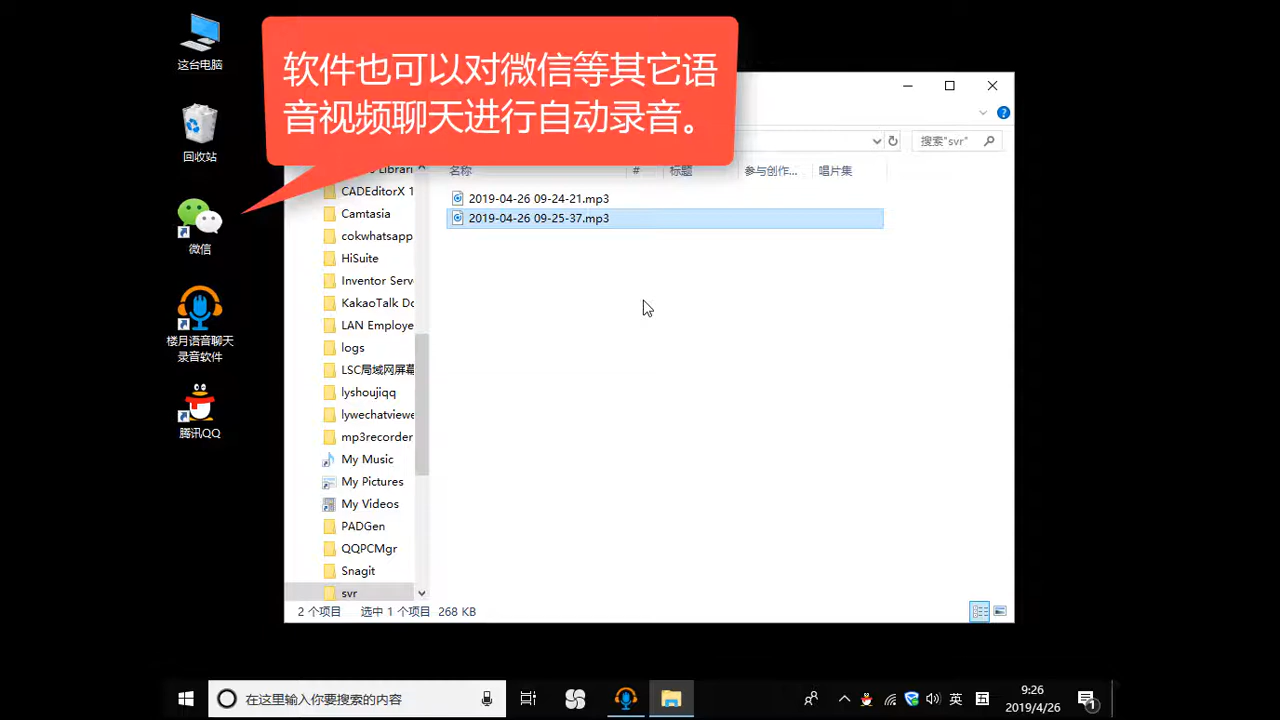 这台电脑
回收站
微信
楼月语音聊天
录音软件
腾讯QQ
软件也可以对微信等其它语
音视频聊天进行自动录音。
搜索"svr"
名称
#
标题
参与创作...
唱片集
2019-04-26 09-24-21.mp3
2019-04-26 09-25-37.mp3
CADEditorX 1
Camtasia
cokwhatsapp
HiSuite
Inventor Serv
KakaoTalk Do
LAN Employe
logs
LSC局域网屏幕
lyshoujiqq
lywechatviewe
mp3recorder
My Music
My Pictures
My Videos
PADGen
QQPCMgr
Snagit
svr
2 个项目
选中 1 个项目 268 KB
在这里输入你要搜索的内容
英
9:26
2019/4/26
1